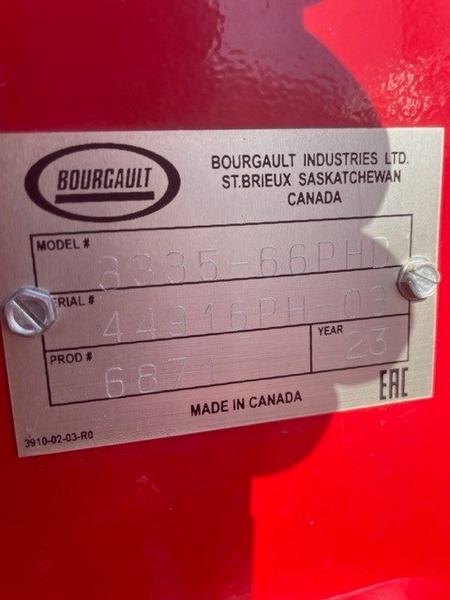 BOURGAULT
BOURGAULT INDUSTRIES LTD.
ST.BRIEUX SASKATCHEWAN
CANADA
MODEL #
3335-66PHD
ERIAL #
44916PH-03
PROD #
6871
YEAR
23
EAC
MADE IN CANADA
3910-02-03-R0